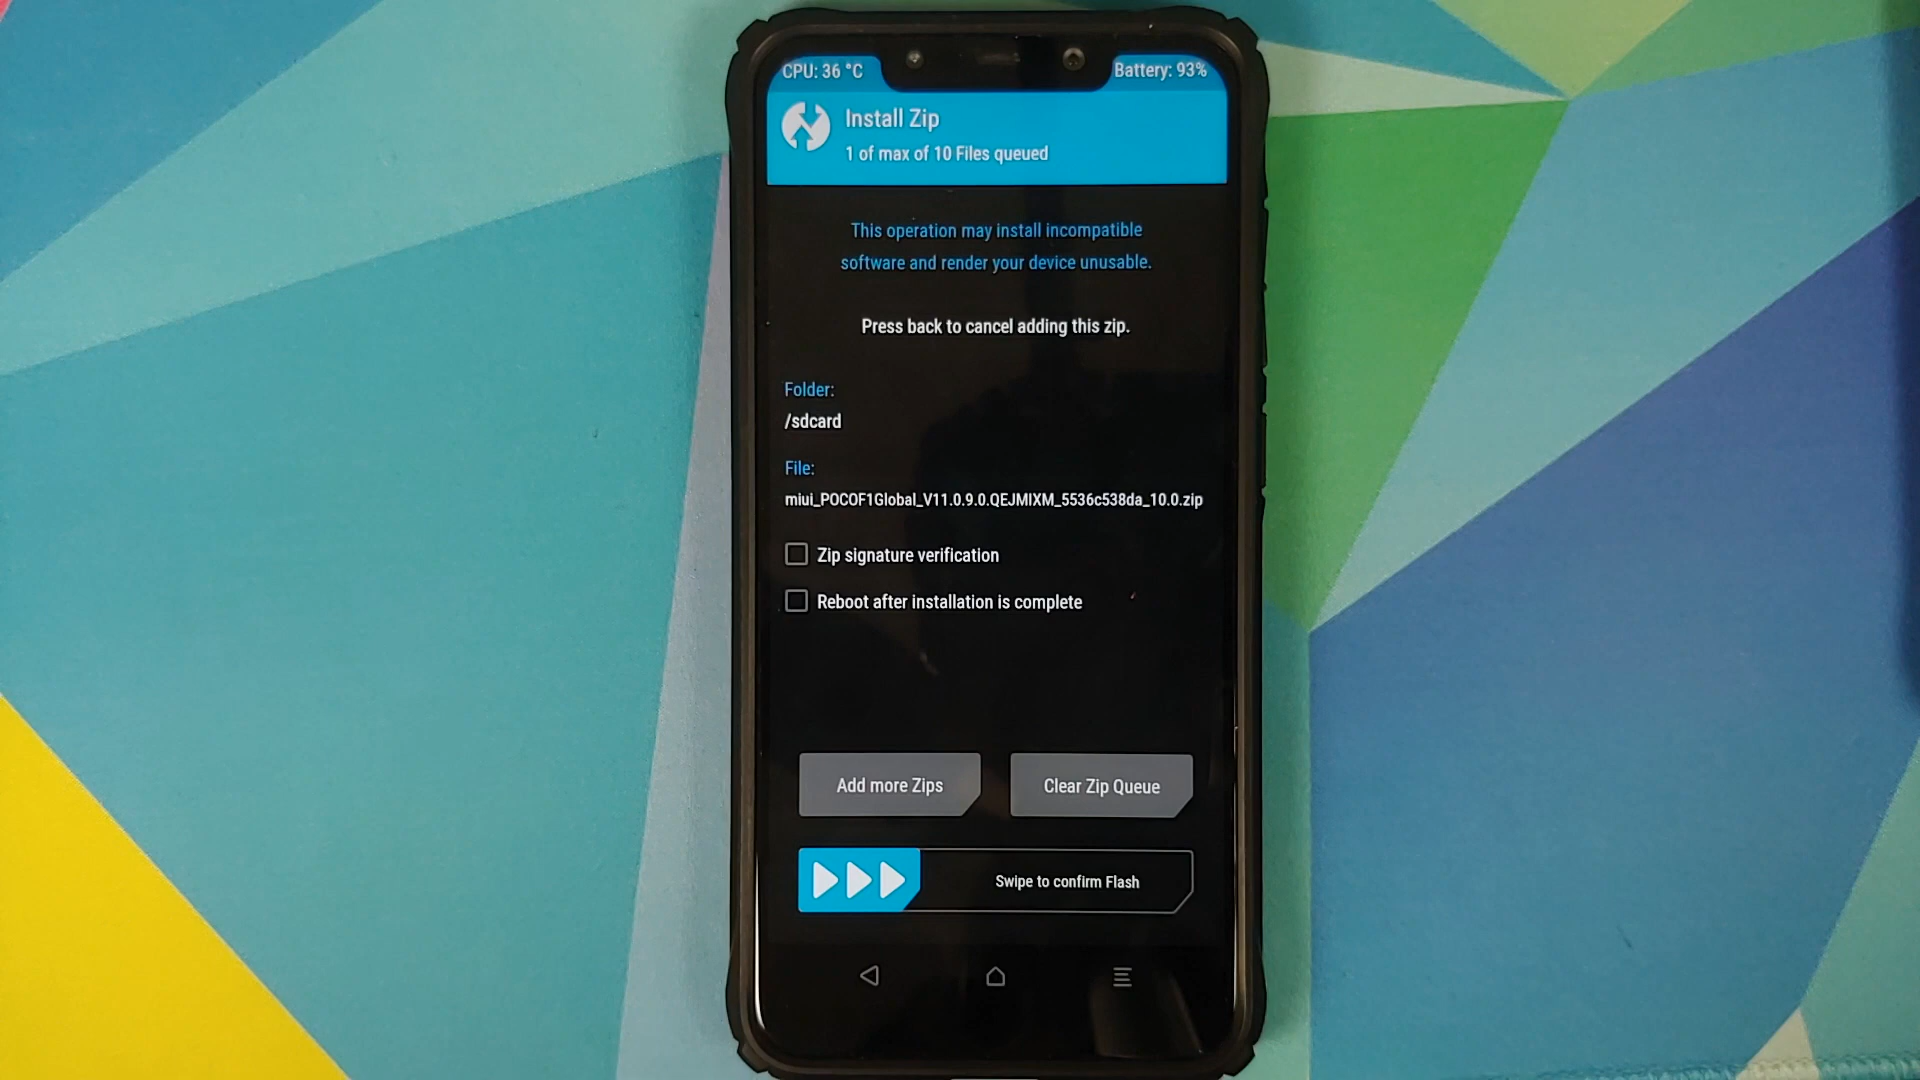 CPU: 36 °C
Battery: 93%
Install Zip
1 of max of 10 Files queued
This operation may install incompatible
software and render your device unusable.
Press back to cancel adding this zip.
Folder:
/sdcard
File:
miui_POCOF1Global_V11.0.9.0.QEJMIXM_5536c538da_10.0.zip
Zip signature verification
Reboot after installation is complete
Add more Zips
Clear Zip Queue
Swipe to confirm Flash